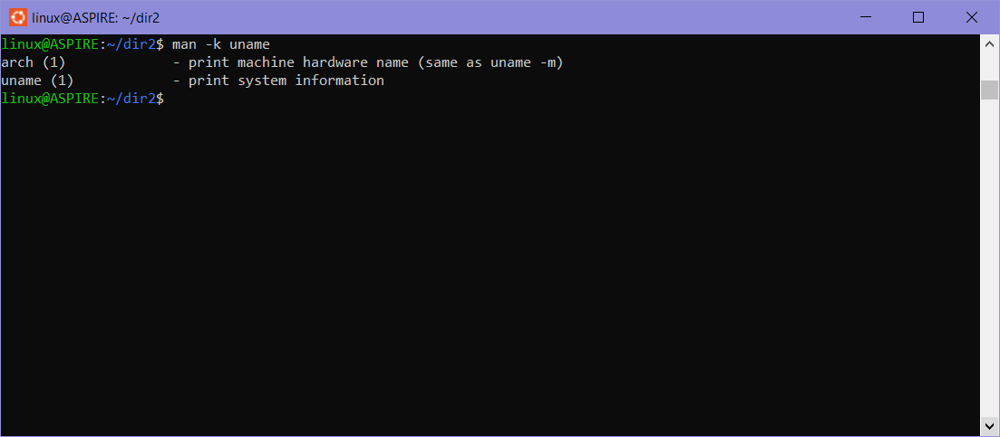 linux@ASPIRE: ~/dir2
linux@ASPIRE:~/dir2$ man -k uname
arch (1)             - print machine hardware name (same as uname -m)
uname (1)            - print system information
linux@ASPIRE:~/dir2$